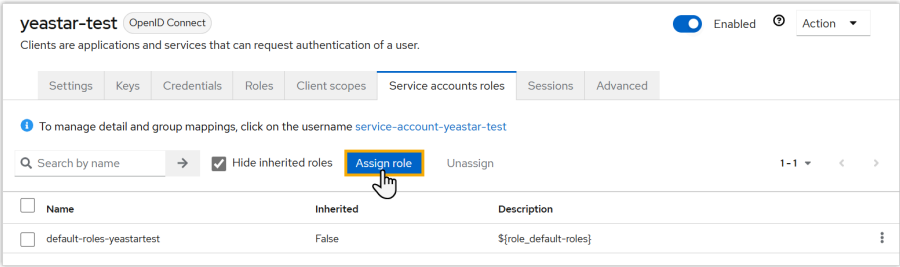 yeastar-test OpenID Connect Enabled Action
Clients are applications and services that can request authentication of a user.
Settings Keys Credentials Roles Client scopes Service accounts roles Sessions Advanced
To manage detail and group mappings, click on the username service-account-yeastar-test
Search by name Hide inherited roles Assign role Unassign 1-1
Name Inherited Description
default-roles-yeastartest False ${role_default-roles}